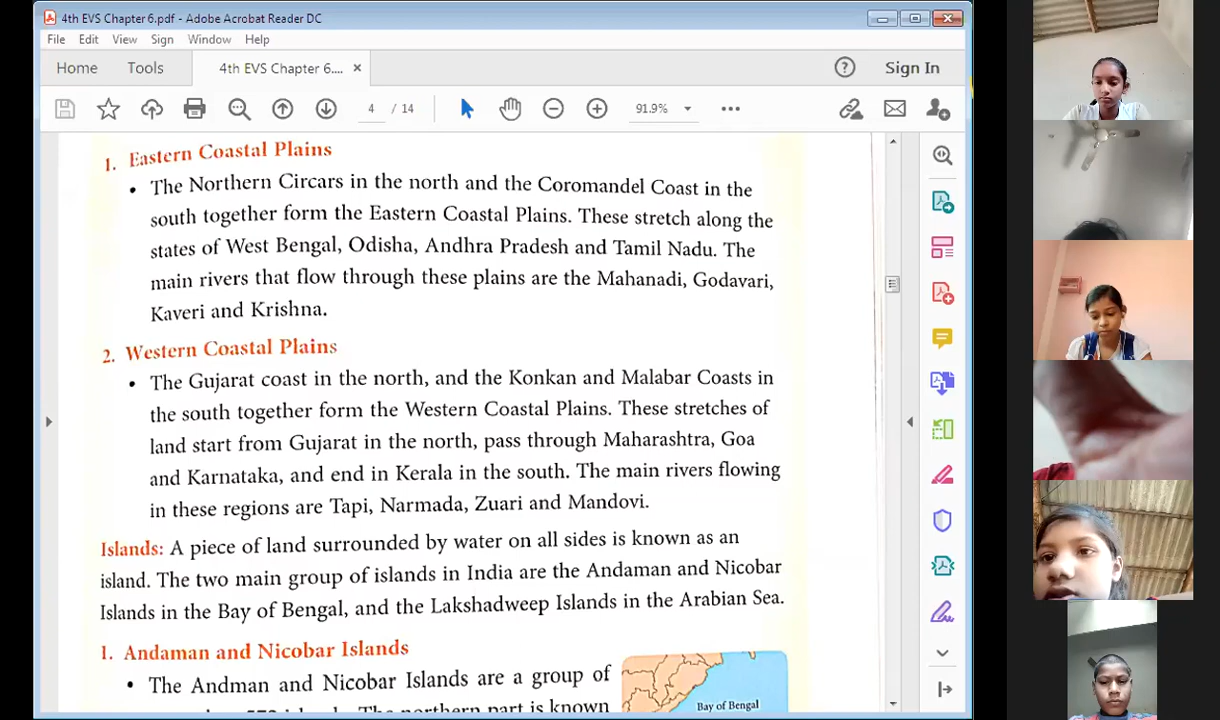 4th EVS Chapter 6.pdf - Adobe Acrobat Reader DC
File Edit View Sign Window Help
Home Tools 4th EVS Chapter 6.... × Sign In
4 / 14 91.9%
1. Eastern Coastal Plains
• The Northern Circars in the north and the Coromandel Coast in the
south together form the Eastern Coastal Plains. These stretch along the
states of West Bengal, Odisha, Andhra Pradesh and Tamil Nadu. The
main rivers that flow through these plains are the Mahanadi, Godavari,
Kaveri and Krishna.
2. Western Coastal Plains
• The Gujarat coast in the north, and the Konkan and Malabar Coasts in
the south together form the Western Coastal Plains. These stretches of
land start from Gujarat in the north, pass through Maharashtra, Goa
and Karnataka, and end in Kerala in the south. The main rivers flowing
in these regions are Tapi, Narmada, Zuari and Mandovi.
Islands: A piece of land surrounded by water on all sides is known as an
island. The two main group of islands in India are the Andaman and Nicobar
Islands in the Bay of Bengal, and the Lakshadweep Islands in the Arabian Sea.
1. Andaman and Nicobar Islands
• The Andman and Nicobar Islands are a group of
The northern part is known
Bay of Bengal